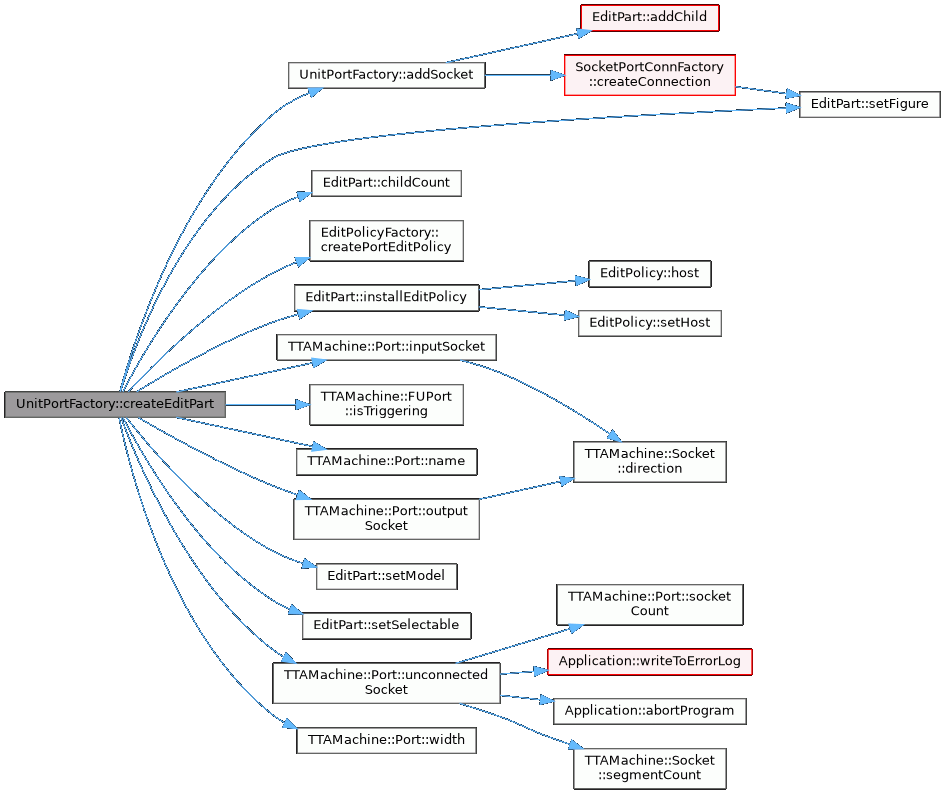 EditPart::addChild
UnitPortFactory::addSocket
SocketPortConnFactory
::createConnection
EditPart::setFigure
EditPart::childCount
EditPolicyFactory::
createPortEditPolicy
EditPart::installEditPolicy
EditPolicy::host
EditPolicy::setHost
TTAMachine::Port::inputSocket
UnitPortFactory::createEditPart
TTAMachine::FUPort
::isTriggering
TTAMachine::Socket
::direction
TTAMachine::Port::name
TTAMachine::Port::output
Socket
EditPart::setModel
EditPart::setSelectable
TTAMachine::Port::socket
Count
TTAMachine::Port::unconnected
Socket
Application::writeToErrorLog
Application::abortProgram
TTAMachine::Port::width
TTAMachine::Socket
::segmentCount